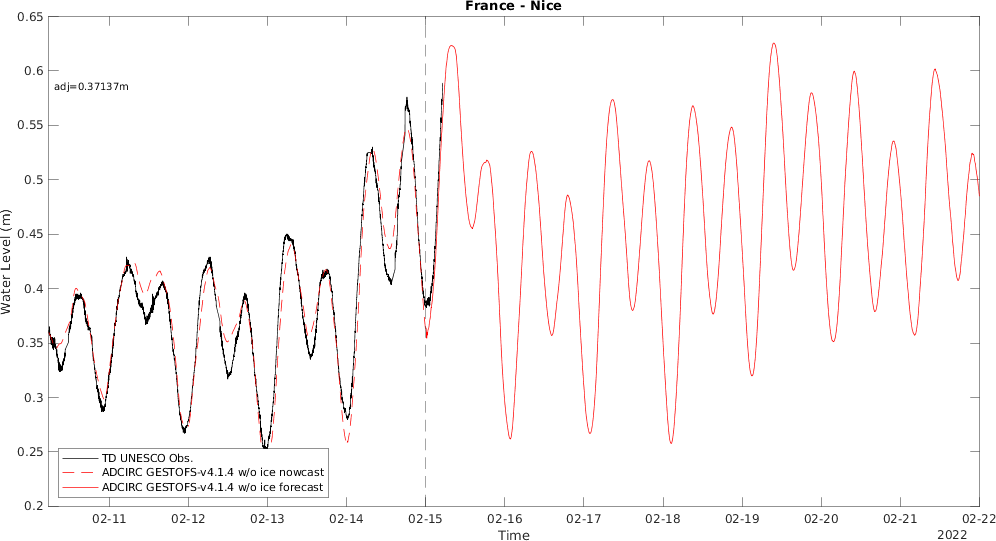 France - Nice
0.65
0.6
0.55
0.5
0.45
0.4
0.35
0.3
0.25
0.2
Water Level (m)
adj=0.37137m
TD UNESCO Obs.
ADCIRC GESTOFS-v4.1.4 w/o ice nowcast
ADCIRC GESTOFS-v4.1.4 w/o ice forecast
02-11 02-12 02-13 02-14 02-15 02-16 02-17 02-18 02-19 02-20 02-21 02-22
Time
2022